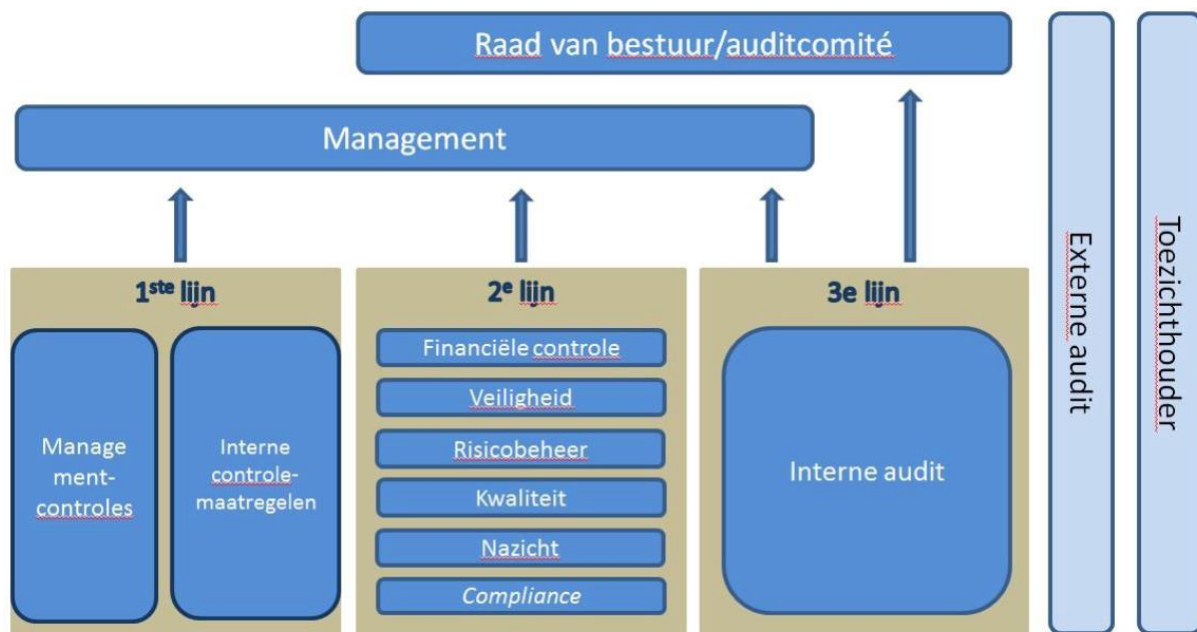 Raad van bestuur/auditcomité
Management
1ste lijn
Manage
ment-
controles
Interne
controle-
maatregelen
2e lijn
Financiële controle
Veiligheid
Risicobeheer
Kwaliteit
Nazicht
Compliance
3e lijn
Interne audit
Externe audit
Toezichthouder